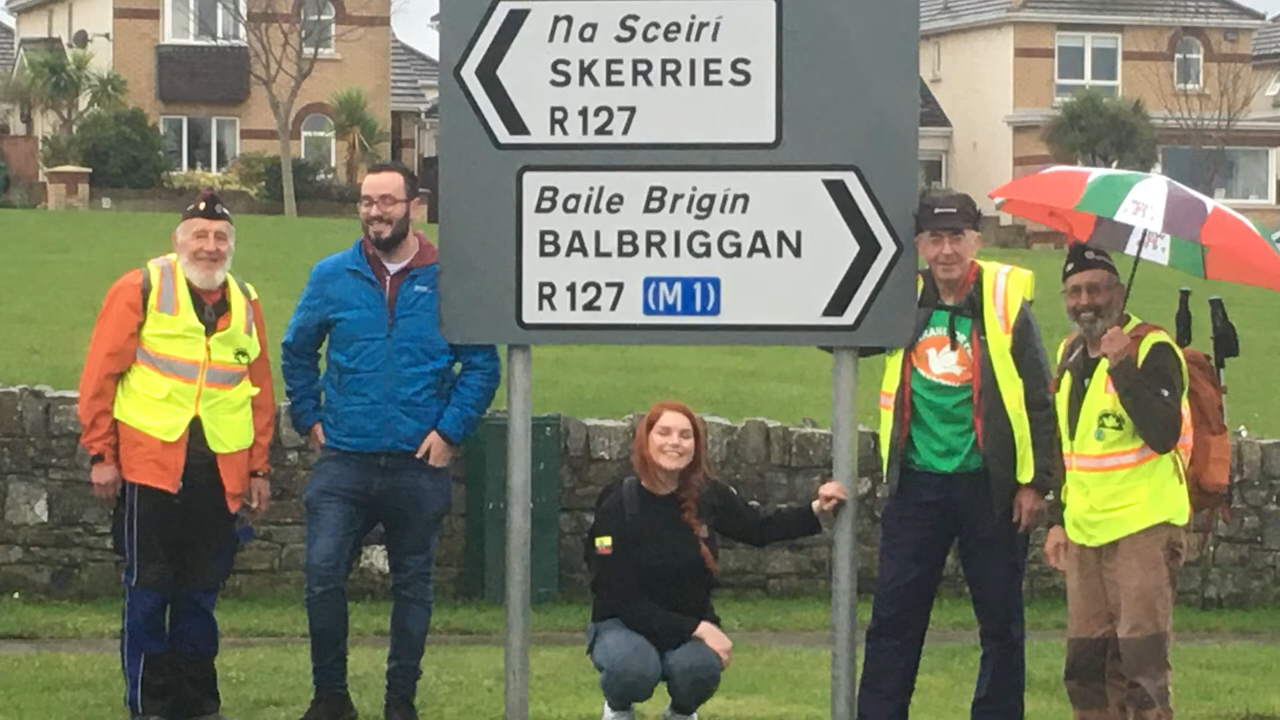 Na Sceirí
SKERRIES
R127
Baile Brigín
BALBRIGGAN
R127 (M1)